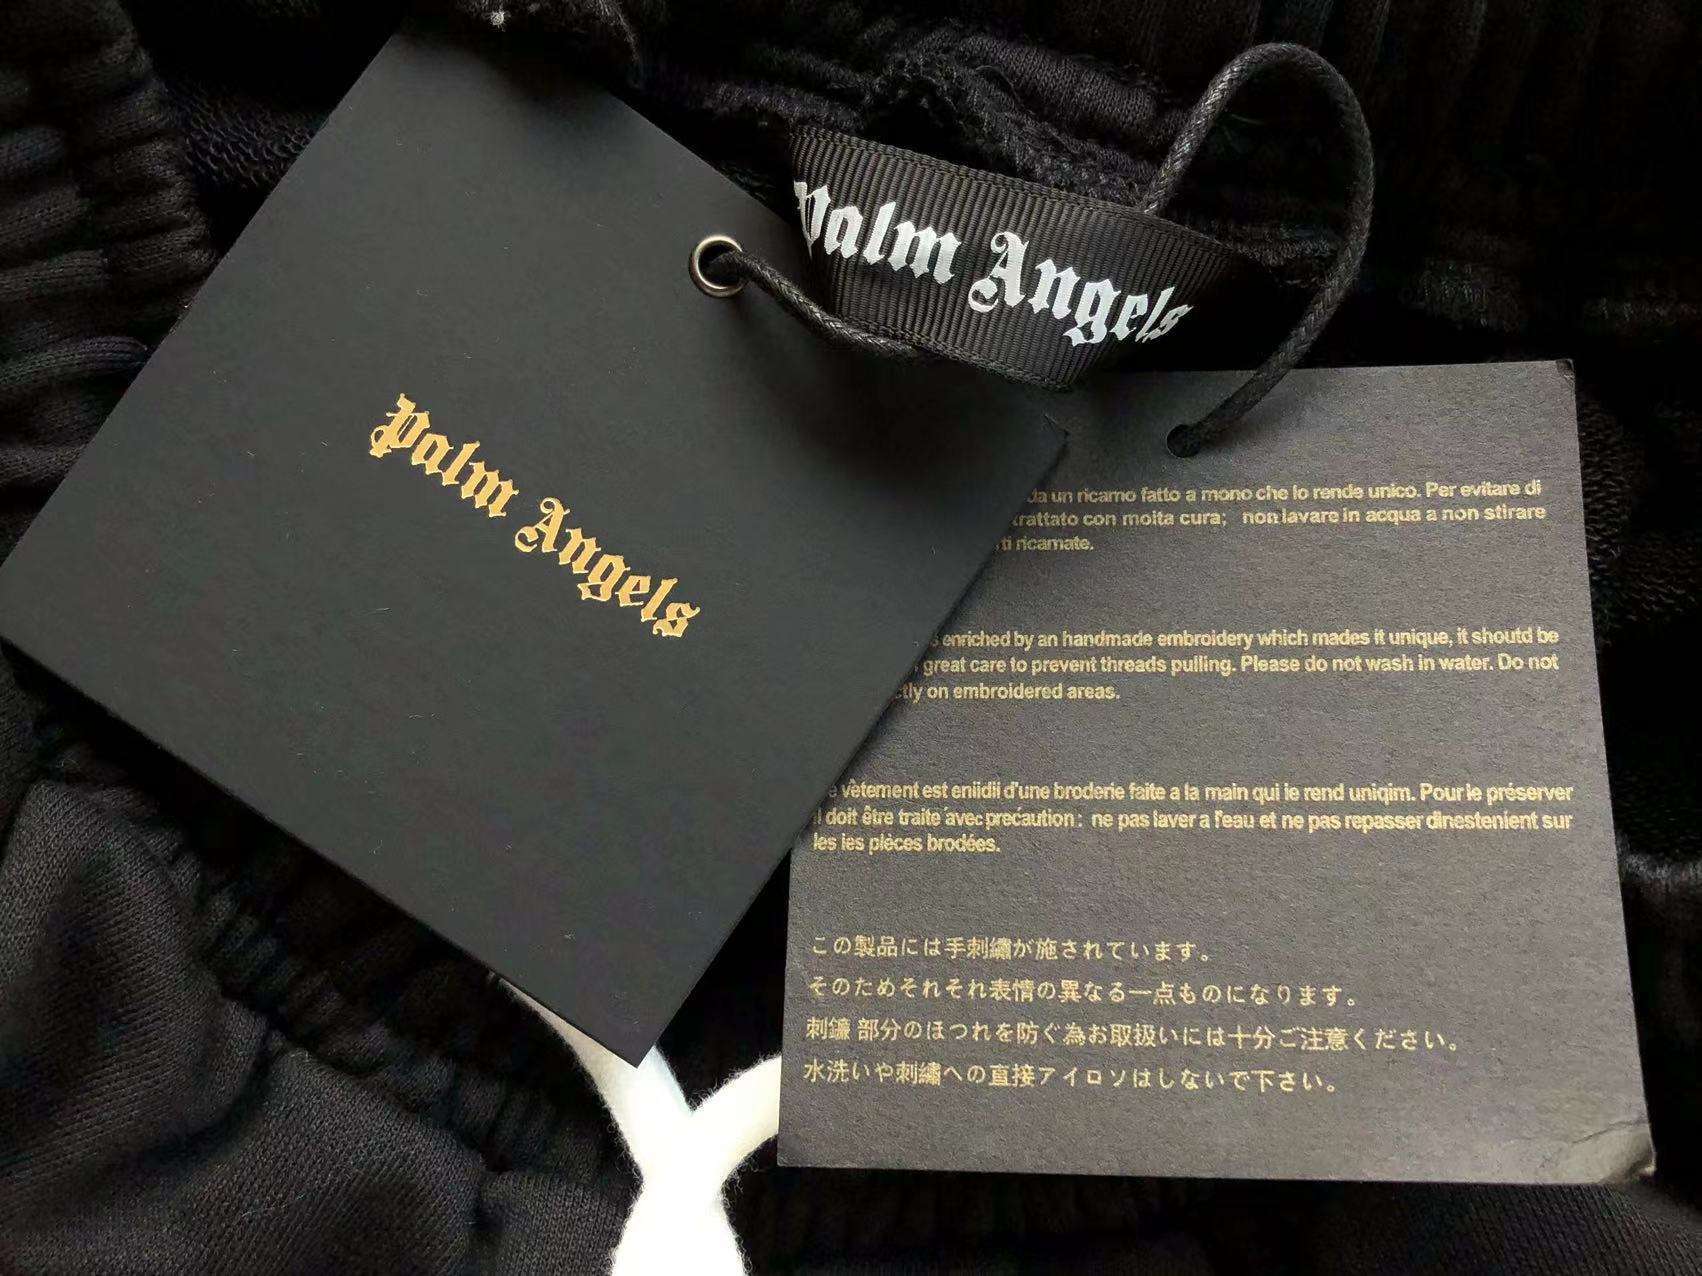 Palm Angels
Palm Angels
da un ricamo fatto a mono che lo rende unico. Per evitare di
trattato con moita cura; non lavare in acqua a non stirare
ti ricamate.
enriched by an handmade embroidery which mades it unique, it shoutd be
great care to prevent threads pulling. Please do not wash in water. Do not
ctly on embroidered areas.
vêtement est eniidii d'une broderie faite a la main qui ie rend uniqim. Pour le préserver
il doit être traite avec précaution: ne pas laver a l'eau et ne pas repasser dinestenient sur
les ies pièces brodées.
この製品には手刺繡が施されています。
そのためそれそれ表情の異なる一点ものになります。
刺鐮 部分のほつれを防ぐ為お取扱いには十分ご注意ください。
水洗いや刺繡への直接アイロソはしないで下さい。